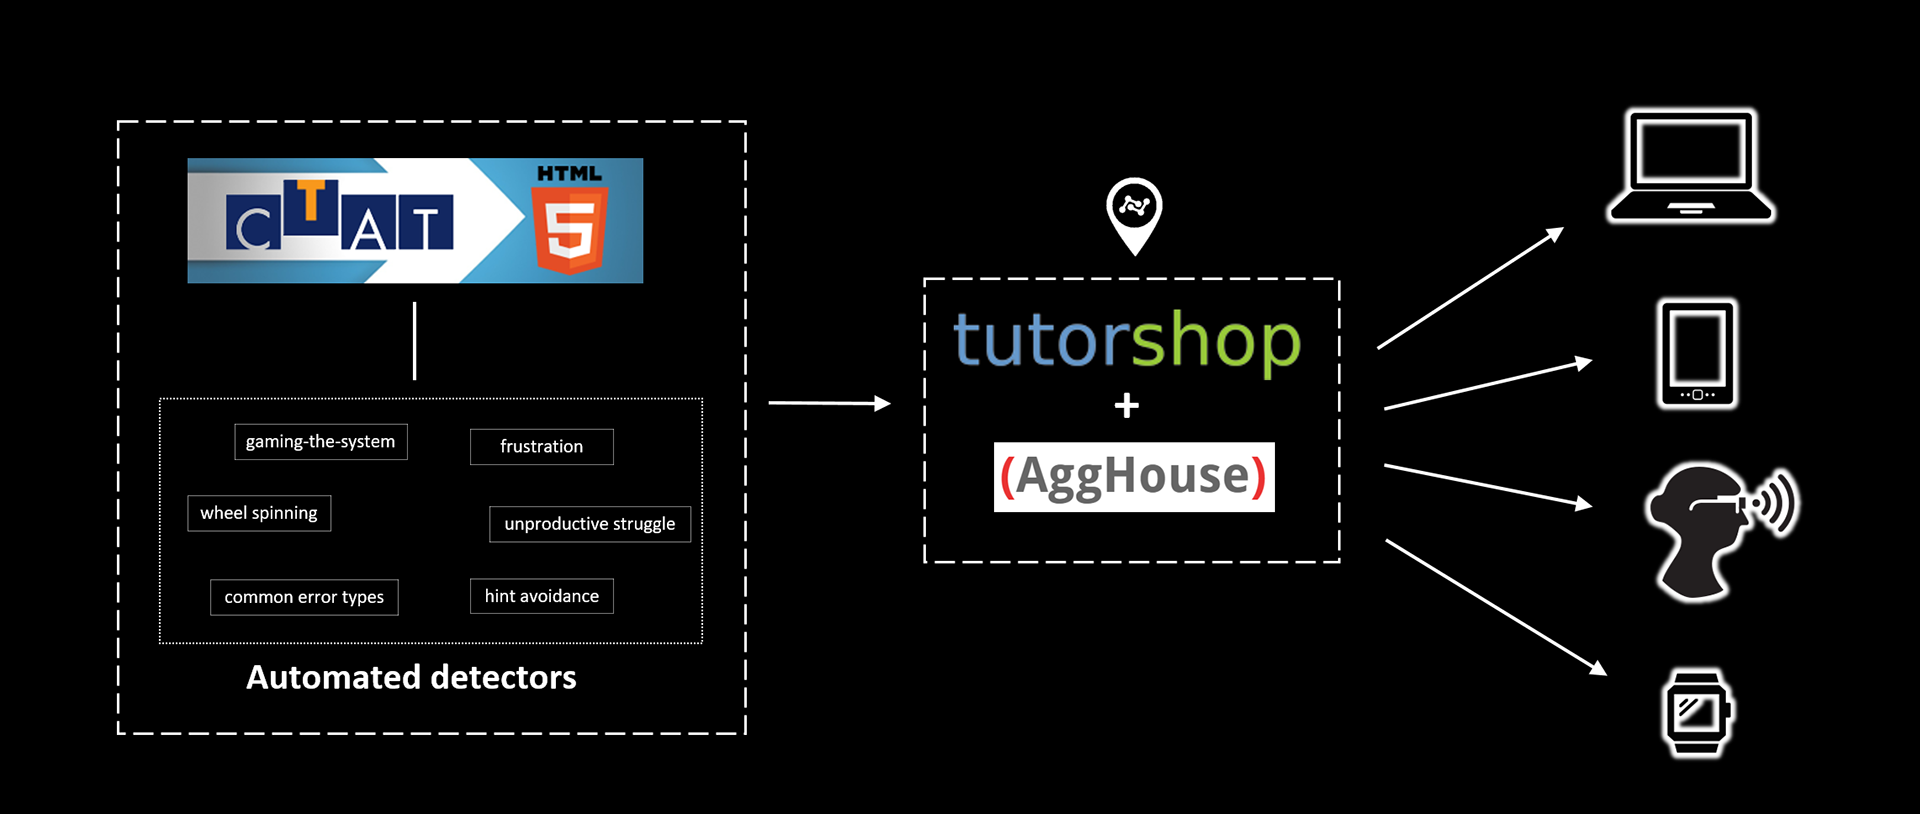 CTAT
HTML
5
gaming-the-system
frustration
wheel spinning
unproductive struggle
common error types
hint avoidance
Automated detectors
tutorshop
+
(AggHouse)